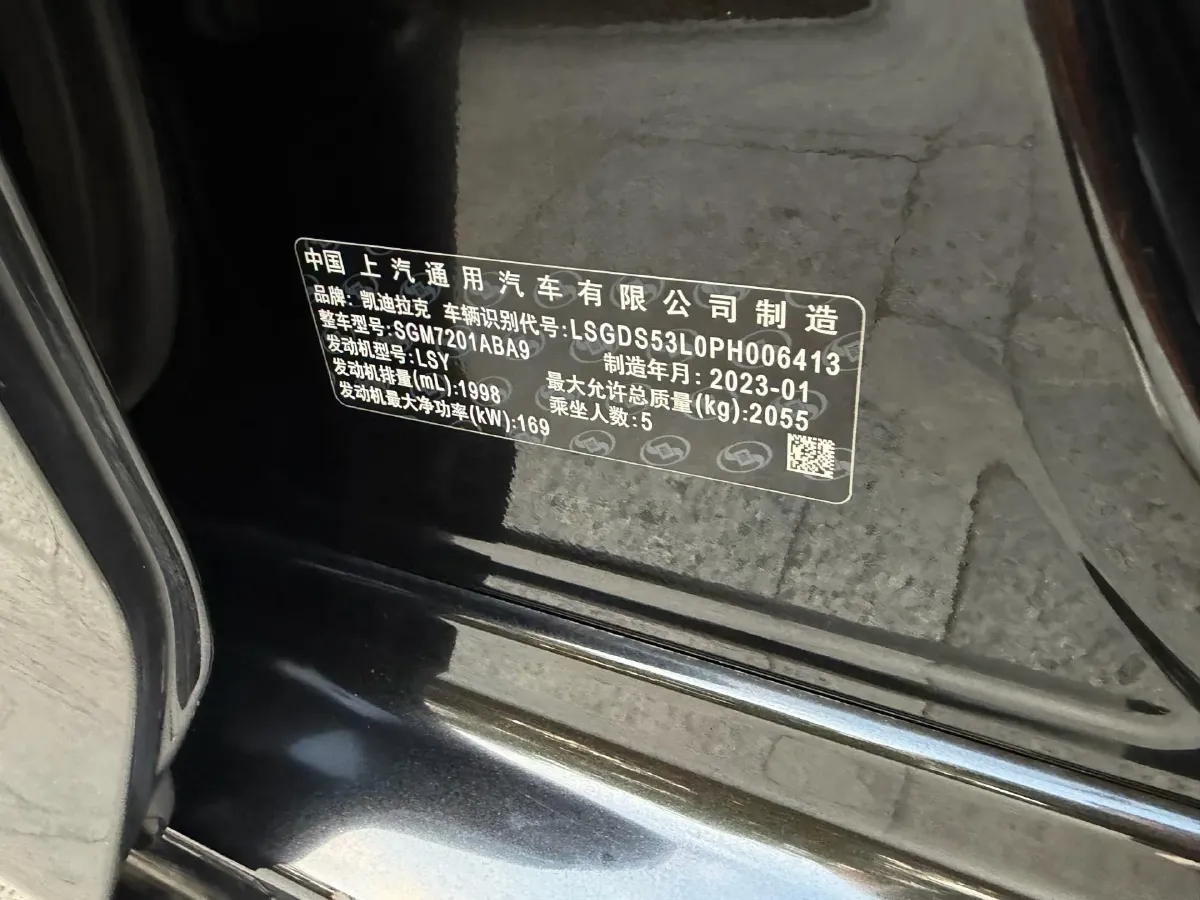 中国 上汽通用汽车有限公司制造
品牌: 凯迪拉克 车辆识别代号:LSGDS53L0PH006413
整车型号:SGM7201ABA9 制造年月: 2023-01
发动机型号:LSY 最大允许总质量(kg):2055
发动机排量(mL):1998 乘坐人数:5
发动机最大净功率(kW):169